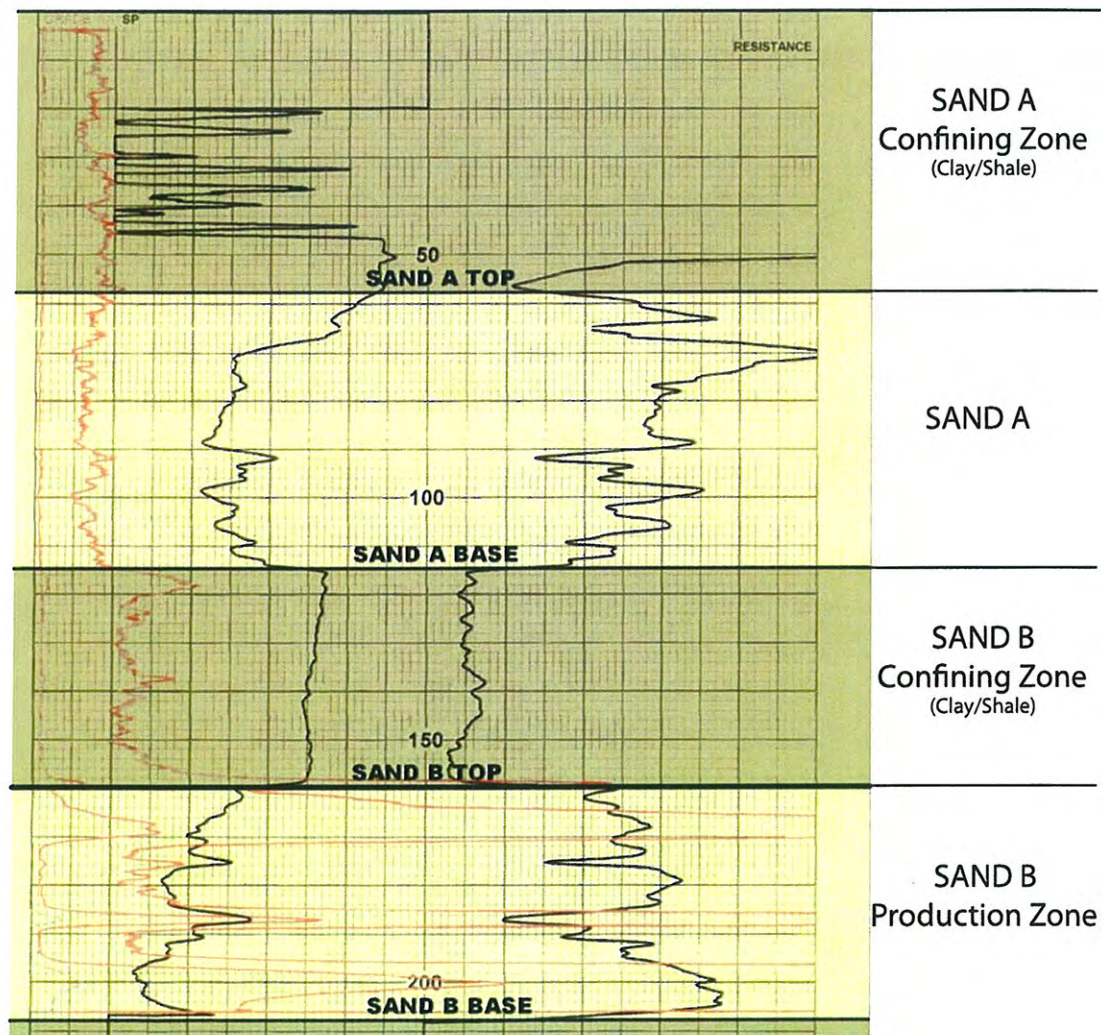 SP
RESISTANCE
SAND A
Confining Zone
(Clay/Shale)
50
SAND A TOP
SAND A
100
SAND A BASE
SAND B
Confining Zone
(Clay/Shale)
150
SAND B TOP
SAND B
Production Zone
200
SAND B BASE